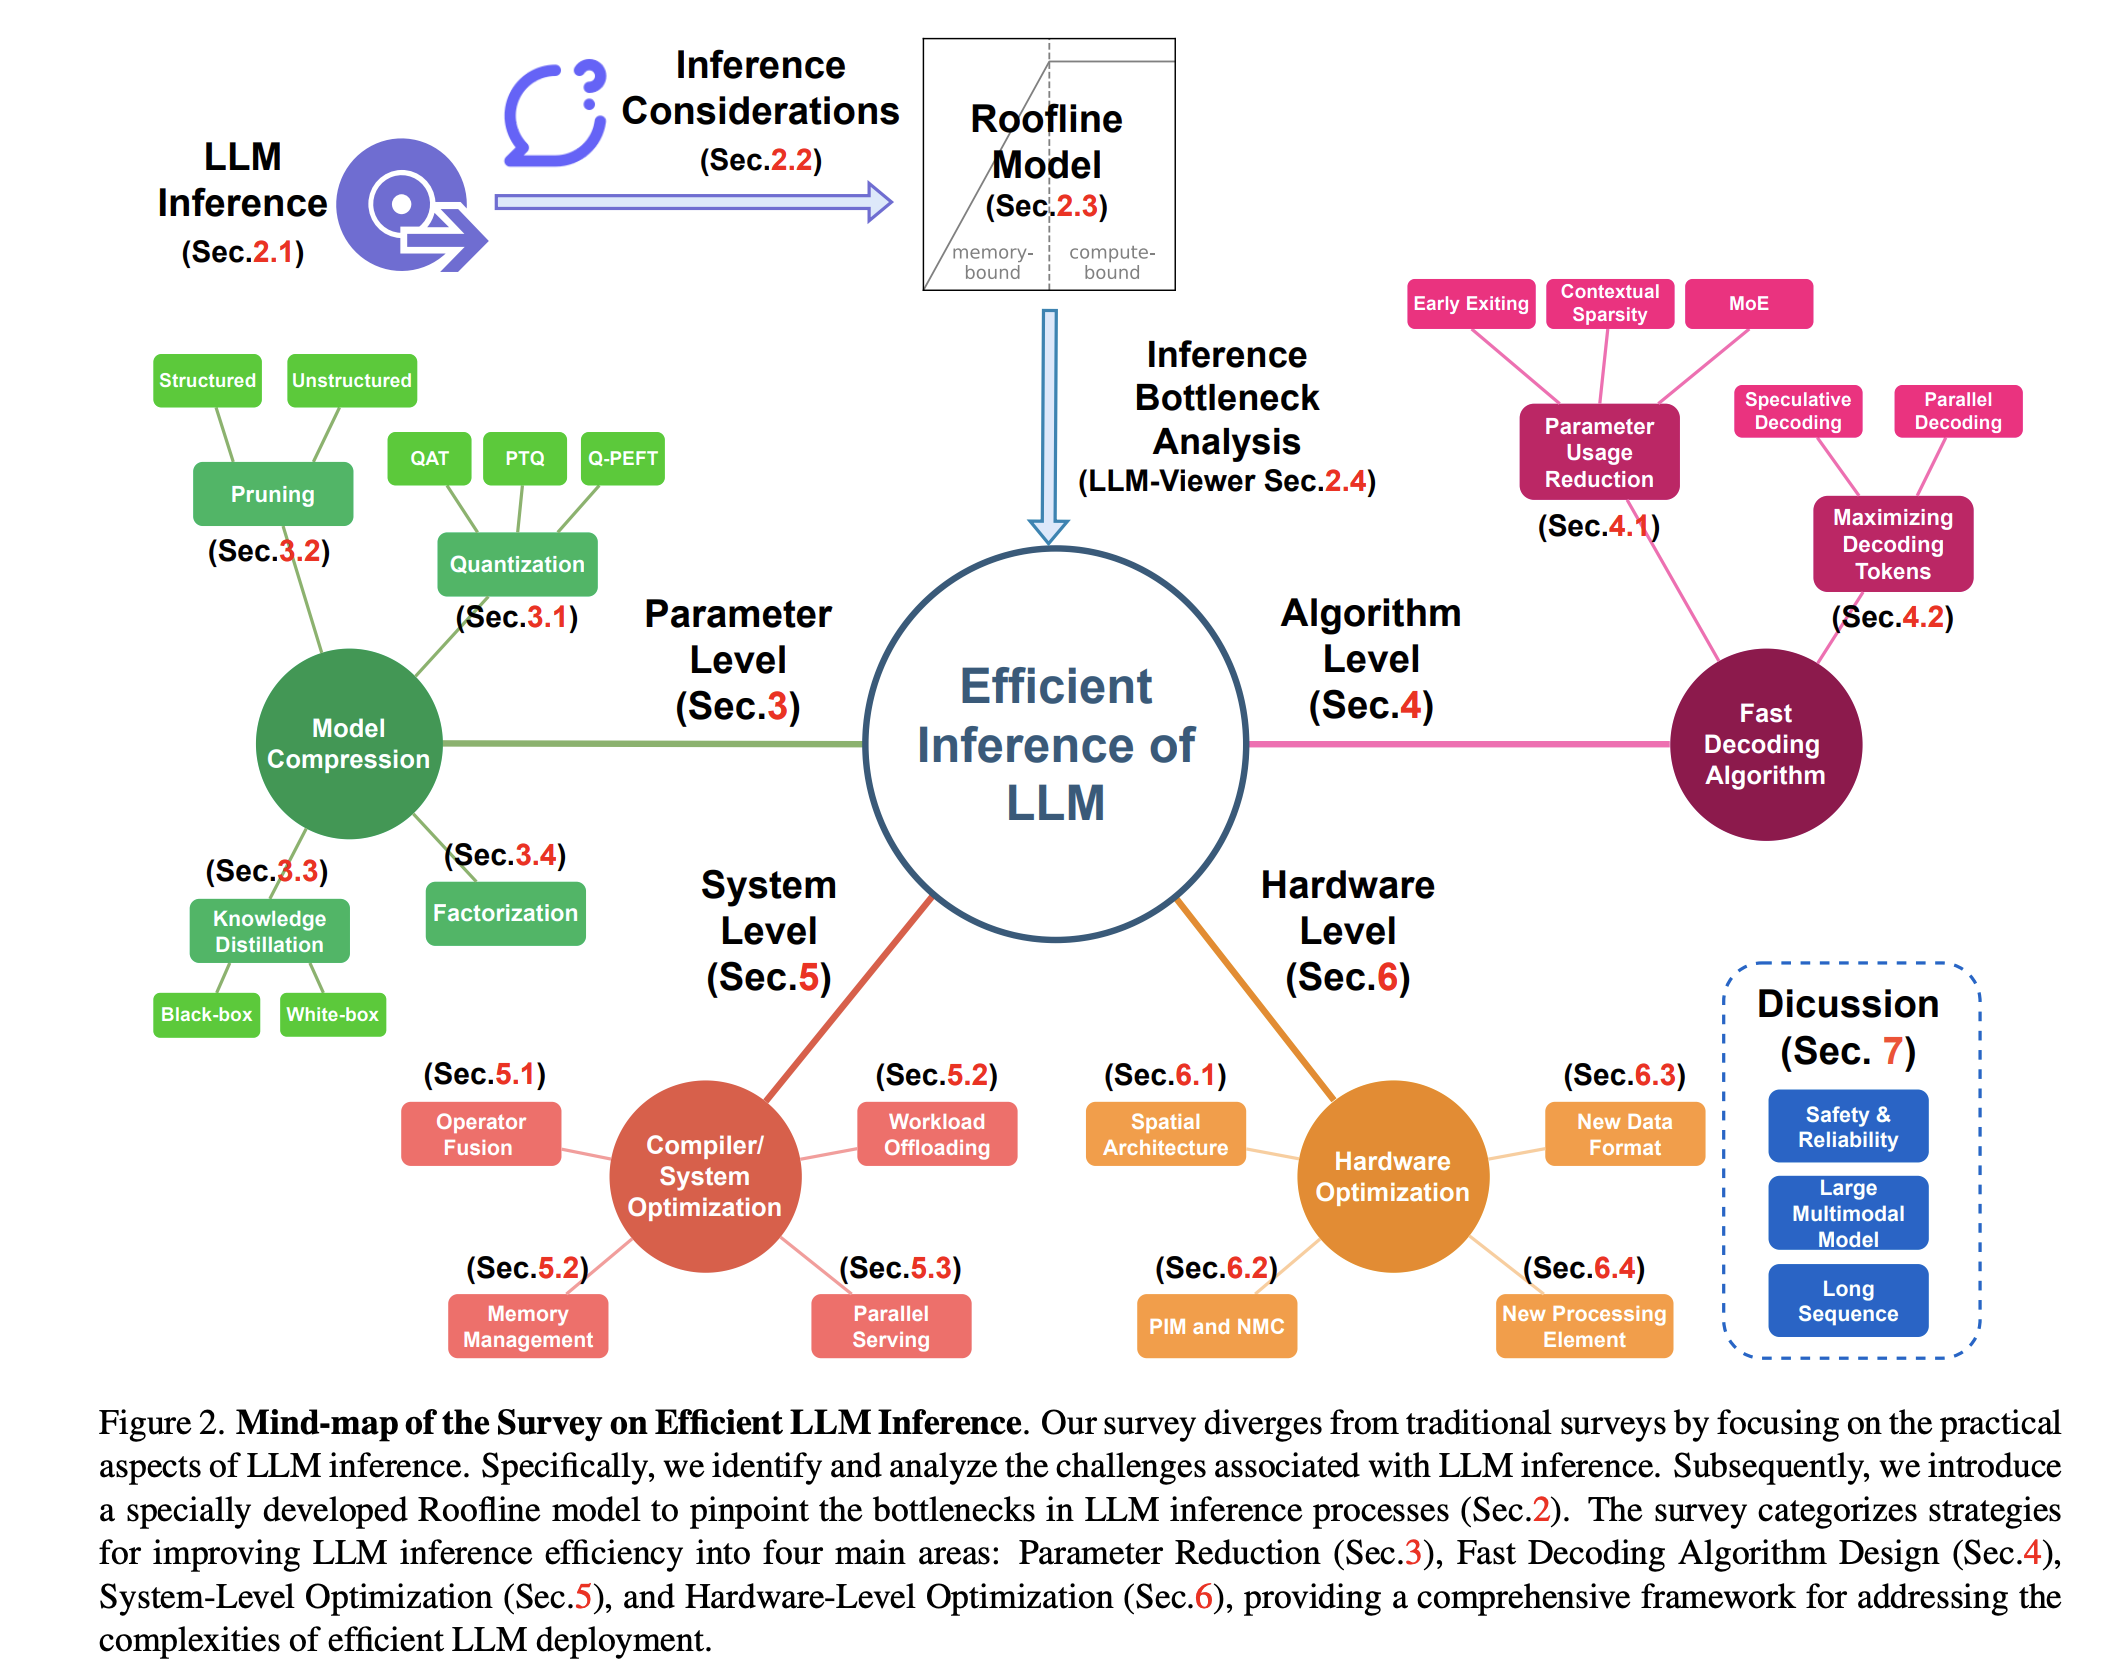 LLM
Inference
(Sec.2.1)
Inference
Considerations
(Sec.2.2)
Roofline
Model
(Sec.2.3)
memory-
bound
compute-
bound
Inference
Bottleneck
Analysis
(LLM-Viewer Sec.2.4)
Structured
Unstructured
Pruning
(Sec.3.2)
QAT
PTQ
Q-PEFT
Quantization
(Sec.3.1)
Model
Compression
Parameter
Level
(Sec.3)
(Sec.3.3)
Knowledge
Distillation
Black-box
White-box
(Sec.3.4)
Factorization
Efficient
Inference of
LLM
Algorithm
Level
(Sec.4)
Early Exiting
Contextual
Sparsity
MoE
Parameter
Usage
Reduction
(Sec.4.1)
Speculative
Decoding
Parallel
Decoding
Maximizing
Decoding
Tokens
(Sec.4.2)
Fast
Decoding
Algorithm
System
Level
(Sec.5)
(Sec.5.1)
Operator
Fusion
(Sec.5.2)
Workload
Offloading
Compiler/
System
Optimization
(Sec.5.2)
Memory
Management
(Sec.5.3)
Parallel
Serving
Hardware
Level
(Sec.6)
(Sec.6.1)
Spatial
Architecture
(Sec.6.3)
New Data
Format
Hardware
Optimization
(Sec.6.2)
PIM and NMC
(Sec.6.4)
New Processing
Element
Dicussion
(Sec. 7)
Safety &
Reliability
Large
Multimodal
Model
Long
Sequence
Figure 2. Mind-map of the Survey on Efficient LLM Inference. Our survey diverges from traditional surveys by focusing on the practical
aspects of LLM inference. Specifically, we identify and analyze the challenges associated with LLM inference. Subsequently, we introduce
a specially developed Roofline model to pinpoint the bottlenecks in LLM inference processes (Sec.2). The survey categorizes strategies
for improving LLM inference efficiency into four main areas: Parameter Reduction (Sec.3), Fast Decoding Algorithm Design (Sec.4),
System-Level Optimization (Sec.5), and Hardware-Level Optimization (Sec.6), providing a comprehensive framework for addressing the
complexities of efficient LLM deployment.